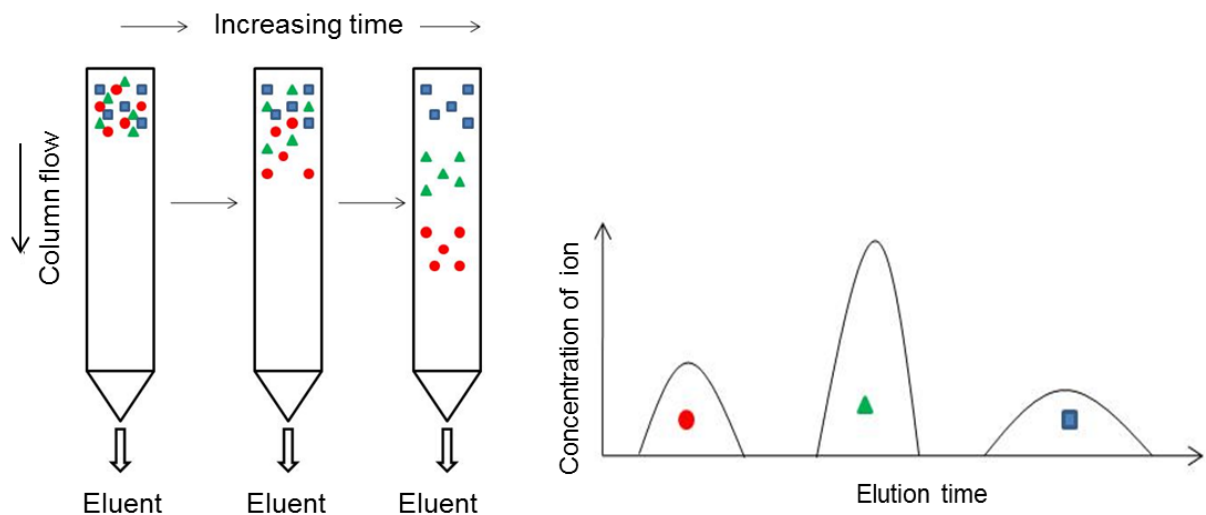 Increasing time
Column flow
Eluent
Eluent
Eluent
Concentration of ion
Elution time